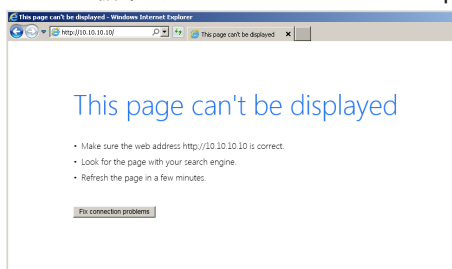 This page can't be displayed - Windows Internet Explorer
http://10.10.10.10/
This page can't be displayed
This page can't be displayed
• Make sure the web address http://10.10.10.10 is correct.
• Look for the page with your search engine.
• Refresh the page in a few minutes.
Fix connection problems